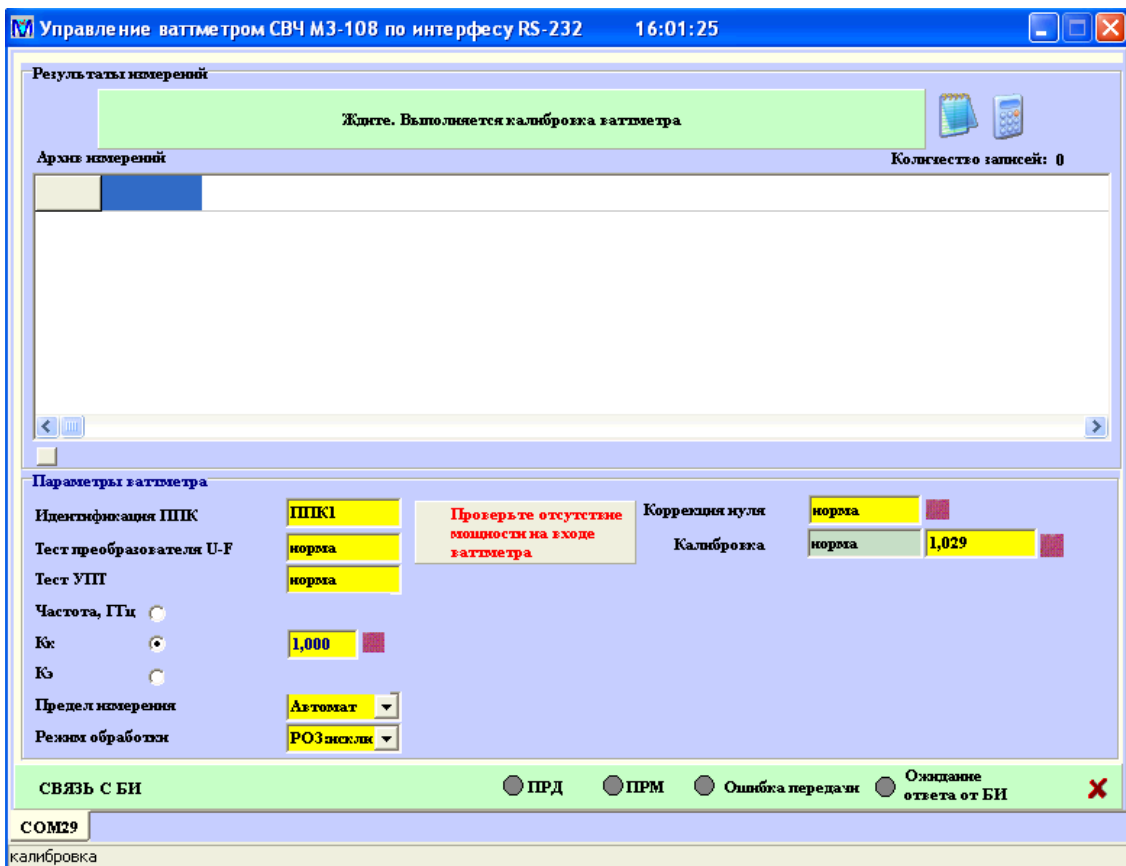 Управление ваттметром СВЧ М3-108 по интерфесу RS-232 16:01:25
Результаты измерений
Ждите. Выполняется калибровка ваттметра
Архив измерений Количество записей: 0
Параметры ваттметра
Идентификация ППК ППК1
Проверьте отсутствие
мощности на входе
ваттметра
Коррекция нуля норма
Тест преобразователя U-F норма
Калибровка норма 1,029
Тест УПТ норма
Частота, ГГц
Кк 1,000
Кэ
Предел измерения Автомат
Режим обработки РОЗисклю
СВЯЗЬ С БИ ПРД ПРМ Ошибка передачи Ожидание
ответа от БИ
COM29
калибровка